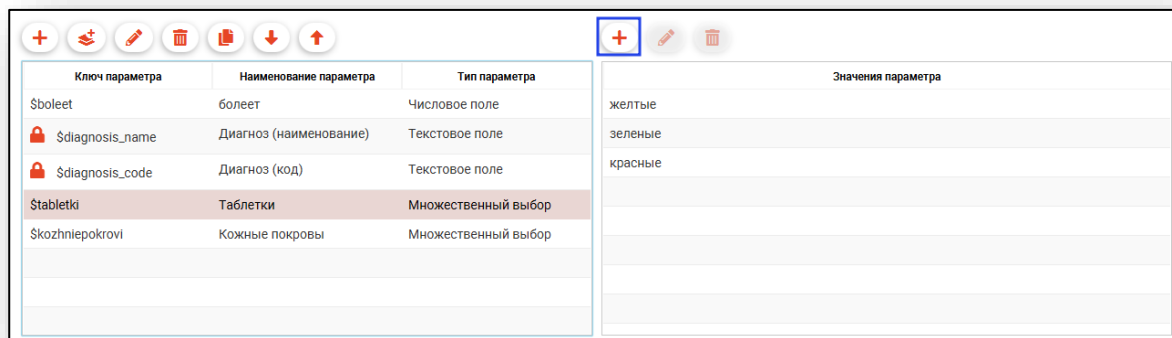 Ключ параметра Наименование параметра Тип параметра
$boleet болеет Числовое поле
$diagnosis_name Диагноз (наименование) Текстовое поле
$diagnosis_code Диагноз (код) Текстовое поле
$tabletki Таблетки Множественный выбор
$kozhniepokrovi Кожные покровы Множественный выбор
Значения параметра
желтые
зеленые
красные